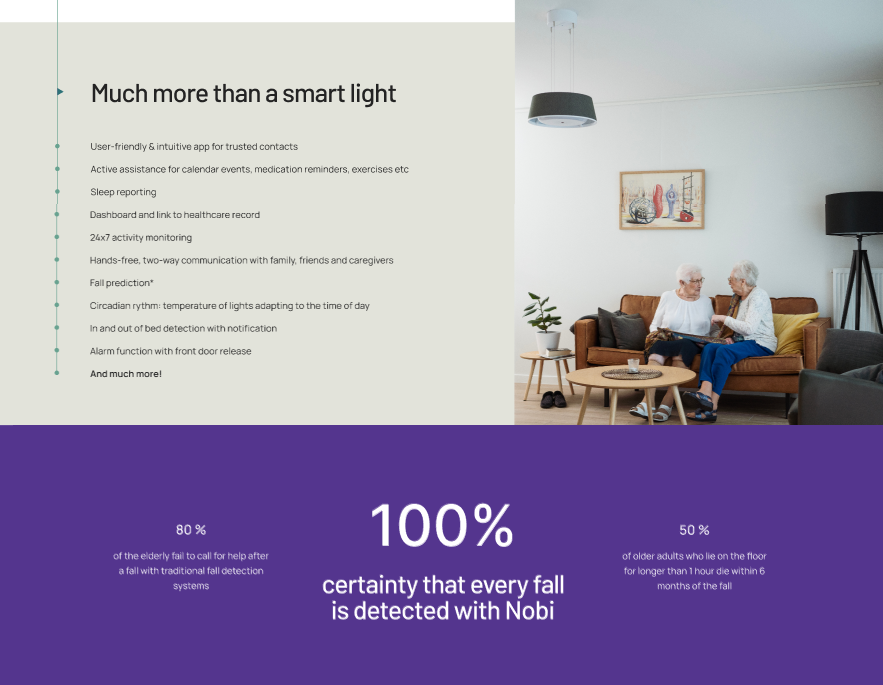 Much more than a smart light
User-friendly & intuitive app for trusted contacts
Active assistance for calendar events, medication reminders, exercises etc
Sleep reporting
Dashboard and link to healthcare record
24x7 activity monitoring
Hands-free, two-way communication with family, friends and caregivers
Fall prediction*
Circadian rythm: temperature of lights adapting to the time of day
In and out of bed detection with notification
Alarm function with front door release
And much more!
80 %
of the elderly fail to call for help after
a fall with traditional fall detection
systems
100%
certainty that every fall
is detected with Nobi
50 %
of older adults who lie on the floor
for longer than 1 hour die within 6
months of the fall